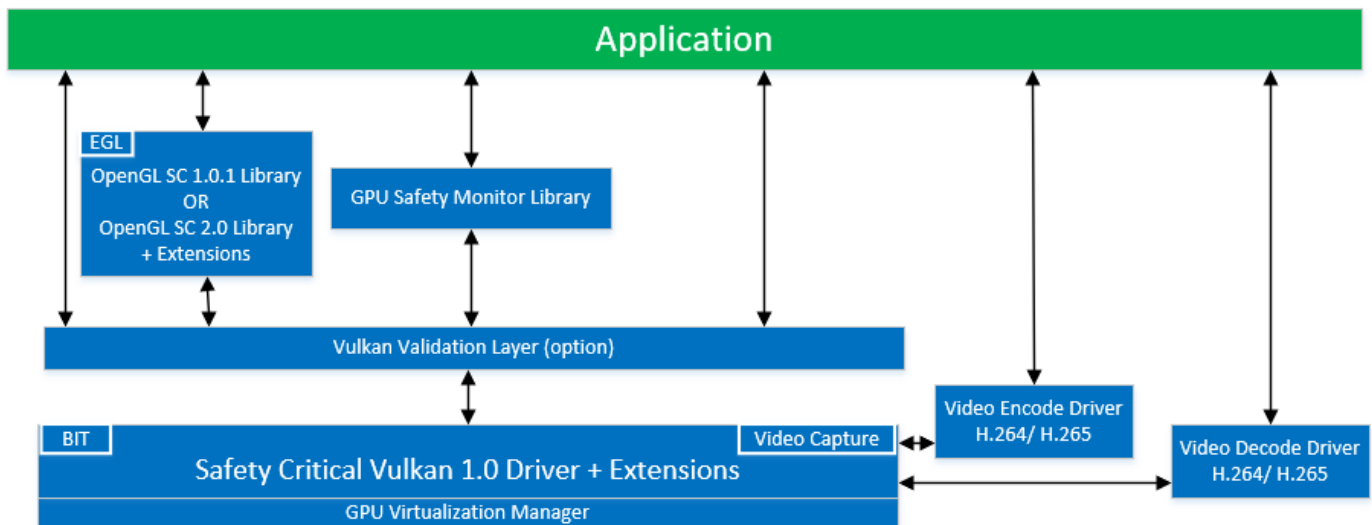 Application
EGL
OpenGL SC 1.0.1 Library
OR
OpenGL SC 2.0 Library
+ Extensions
GPU Safety Monitor Library
Vulkan Validation Layer (option)
Video Encode Driver
H.264/ H.265
BIT
Video Capture
Safety Critical Vulkan 1.0 Driver + Extensions
Video Decode Driver
H.264/ H.265
GPU Virtualization Manager